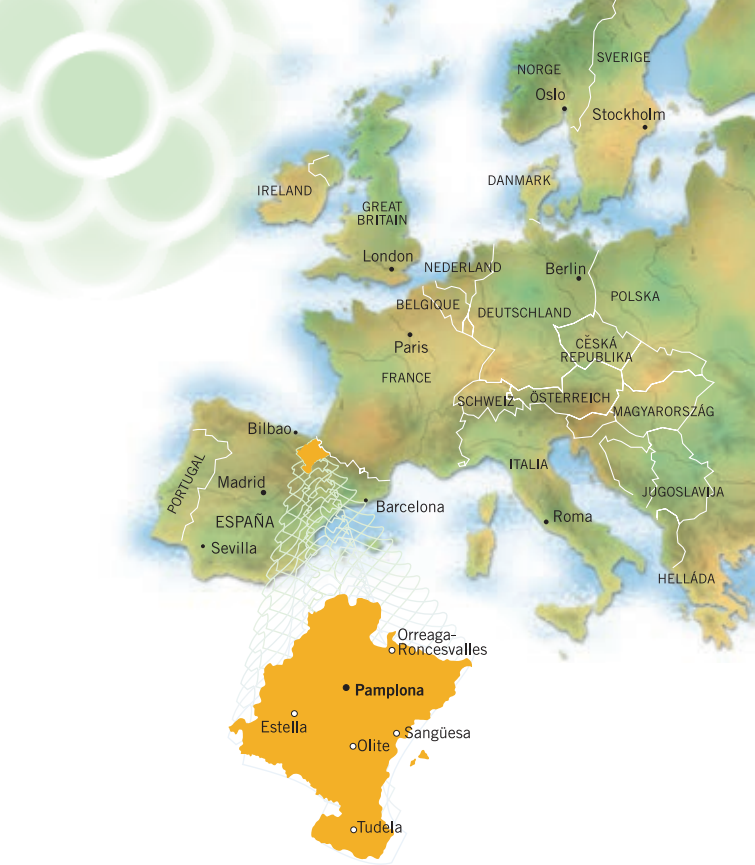 NORGE
SVERIGE
Oslo
Stockholm
DANMARK
IRELAND
GREAT
BRITAIN
London
NEDERLAND
Berlin
BELGIQUE
DEUTSCHLAND
POLSKA
Paris
ČESKÁ
REPUBLIKA
FRANCE
SCHWEIZ
ÖSTERREICH
MAGYARORSZÁG
Bilbao
ITALIA
PORTUGAL
Madrid
JUGOSLAVIJA
Barcelona
ESPAÑA
Roma
Sevilla
HELLÁDA
Orreaga-
Roncesvalles
Pamplona
Estella
Sangüesa
Olite
Tudela